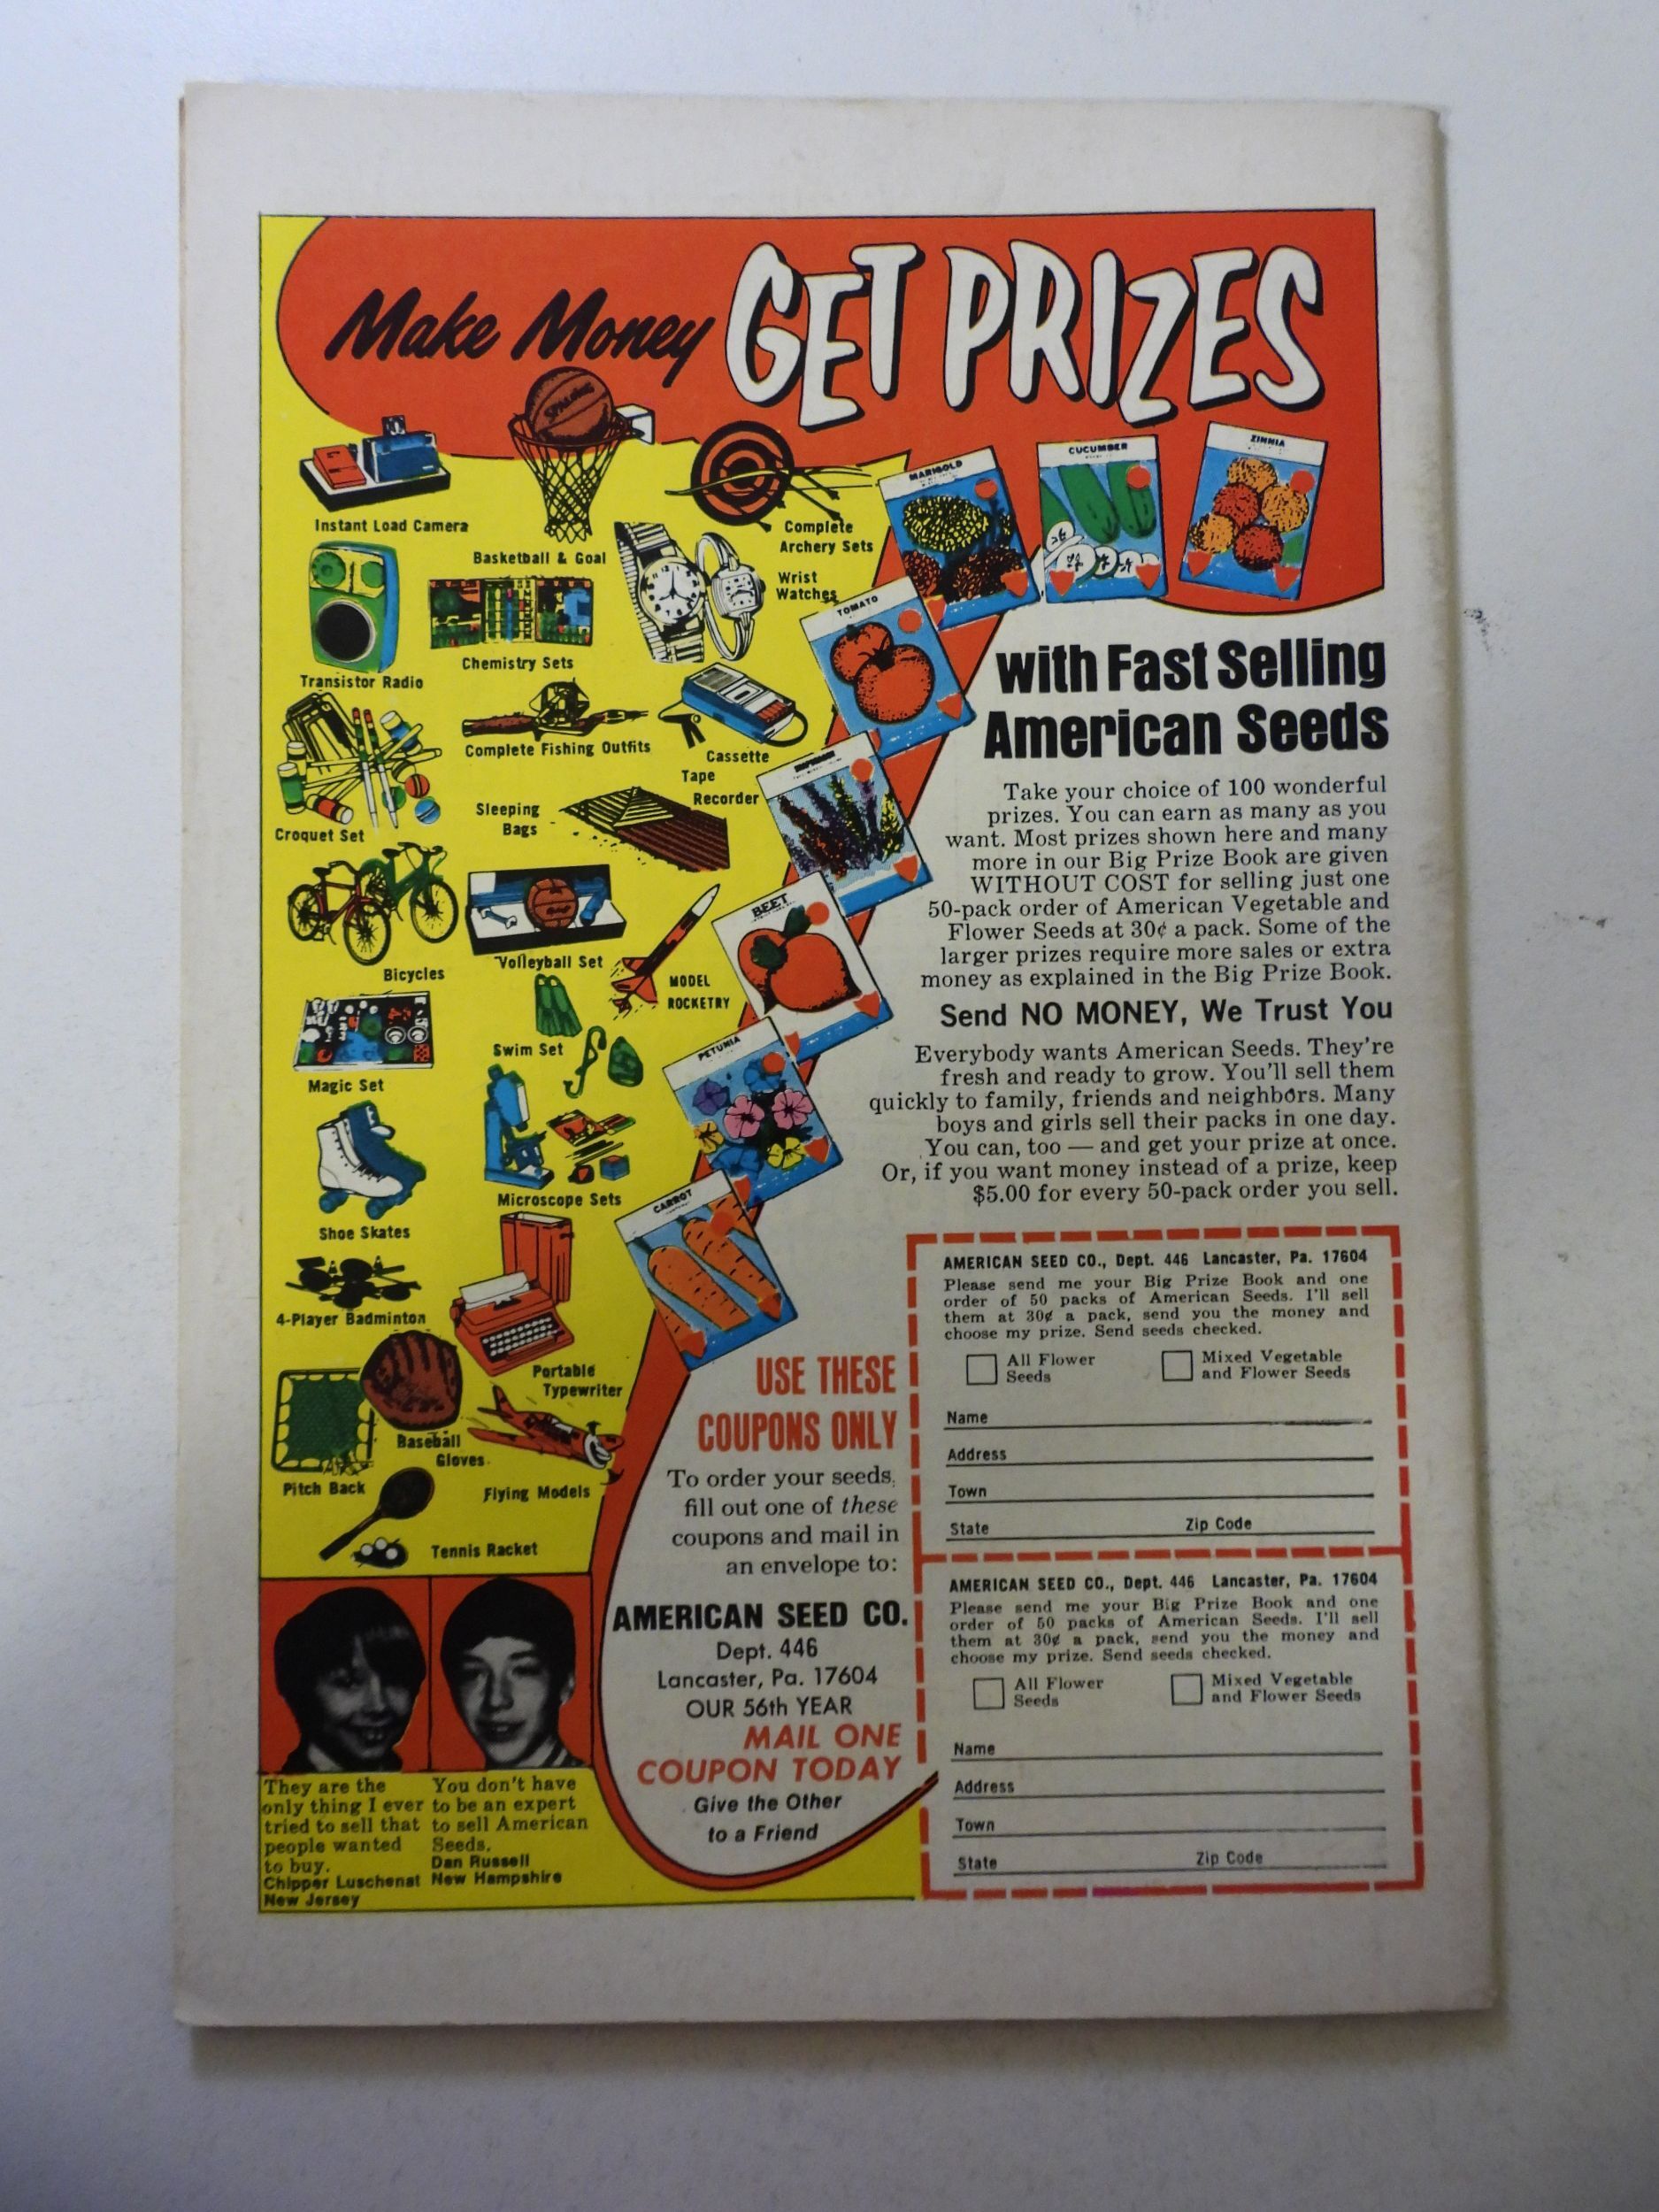 Make Money GET PRIZES
SPALDING
Instant Load Camera
Basketball & Goal
Complete
Archery Sets
Wrist
Watches
Transistor Radio
Chemistry Sets
Complete Fishing Outfits
Cassette
Tape
Recorder
Croquet Set
Sleeping
Bags
Bicycles
Volleyball Set
MODEL
ROCKETRY
Magic Set
Swim Set
Shoe Skates
Microscope Sets
4-Player Badminton
Portable
Typewriter
Pitch Back
Baseball
Gloves
Flying Models
Tennis Racket
MARIGOLD
CUCUMBER
ZINNIA
TOMATO
BEET
PETUNIA
CARROT
with Fast Selling
American Seeds
Take your choice of 100 wonderful
prizes. You can earn as many as you
want. Most prizes shown here and many
more in our Big Prize Book are given
WITHOUT COST for selling just one
50-pack order of American Vegetable and
Flower Seeds at 30¢ a pack. Some of the
larger prizes require more sales or extra
money as explained in the Big Prize Book.
Send NO MONEY, We Trust You
Everybody wants American Seeds. They're
fresh and ready to grow. You'll sell them
quickly to family, friends and neighbors. Many
boys and girls sell their packs in one day.
You can, too — and get your prize at once.
Or, if you want money instead of a prize, keep
$5.00 for every 50-pack order you sell.
USE THESE
COUPONS ONLY
To order your seeds,
fill out one of these
coupons and mail in
an envelope to:
AMERICAN SEED CO.
Dept. 446
Lancaster, Pa. 17604
OUR 56th YEAR
MAIL ONE
COUPON TODAY
Give the Other
to a Friend
AMERICAN SEED CO., Dept. 446 Lancaster, Pa. 17604
Please send me your Big Prize Book and one
order of 50 packs of American Seeds. I'll sell
them at 30¢ a pack, send you the money and
choose my prize. Send seeds checked.
All Flower
Seeds
Mixed Vegetable
and Flower Seeds
Name
Address
Town
State Zip Code
AMERICAN SEED CO., Dept. 446 Lancaster, Pa. 17604
Please send me your Big Prize Book and one
order of 50 packs of American Seeds. I'll sell
them at 30¢ a pack, send you the money and
choose my prize. Send seeds checked.
All Flower
Seeds
Mixed Vegetable
and Flower Seeds
Name
Address
Town
State Zip Code
They are the
only thing I ever
tried to sell that
people wanted
to buy.
Chipper Luschenat
New Jersey
You don't have
to be an expert
to sell American
Seeds.
Dan Russell
New Hampshire